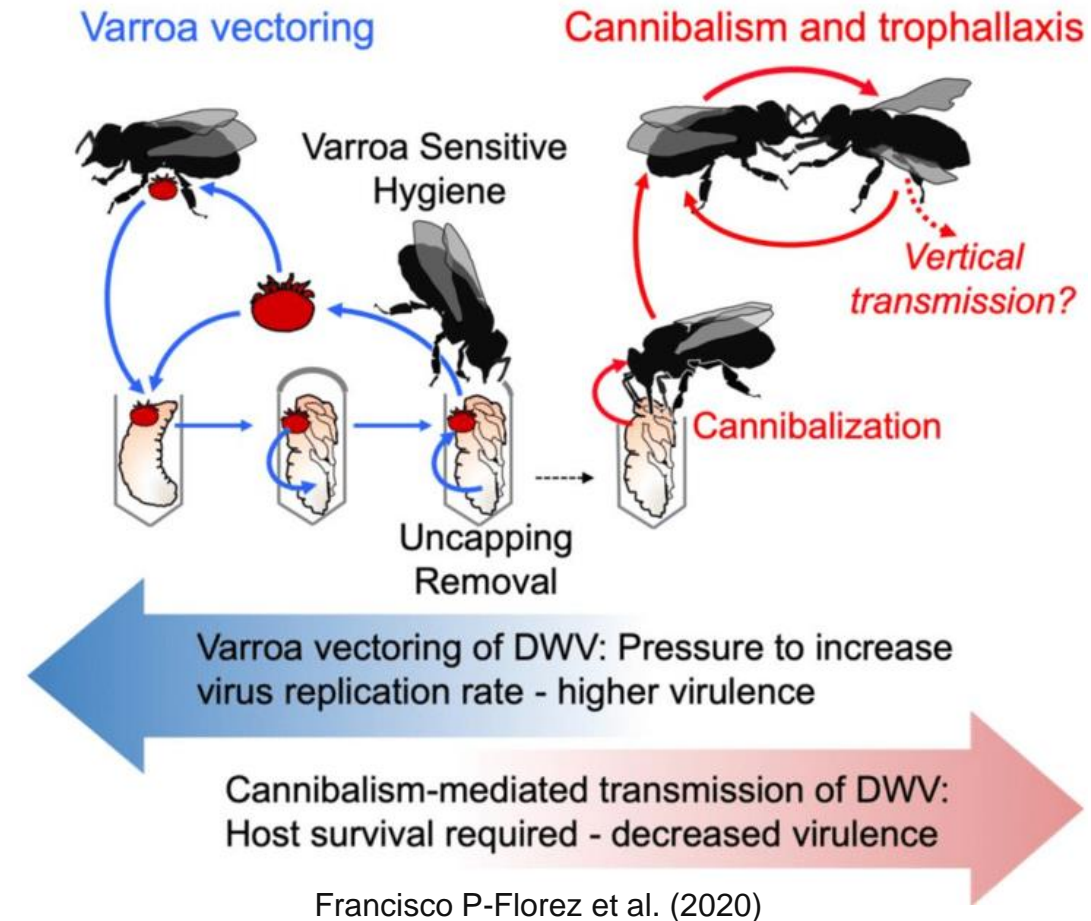 Varroa vectoring
Cannibalism and trophallaxis
Varroa Sensitive
Hygiene
Vertical
transmission?
Cannibalization
Uncapping
Removal
Varroa vectoring of DWV: Pressure to increase
virus replication rate - higher virulence
Cannibalism-mediated transmission of DWV:
Host survival required - decreased virulence
Francisco P-Florez et al. (2020)